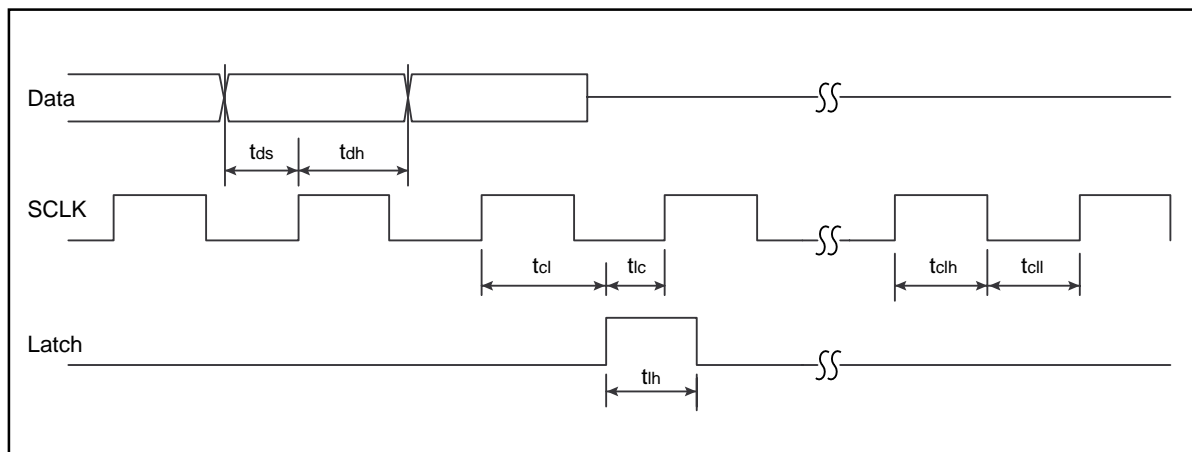 Data
tds tdh
SCLK
tcl tlc tclh tcll
Latch
tlh